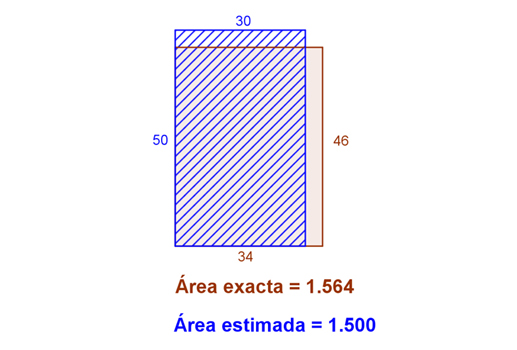 30
50
46
34
Área exacta = 1.564
Área estimada = 1.500